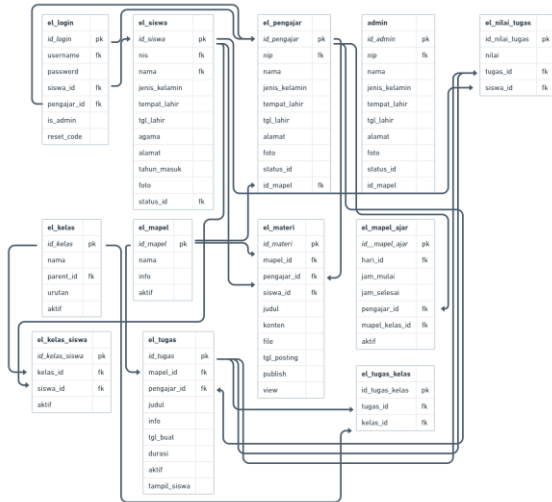 el_login
id_login pk
username fk
password
siswa_id fk
pengajar_id fk
is_admin
reset_code
el_siswa
id_siswa pk
nis fk
nama fk
jenis_kelamin
tempat_lahir
tgl_lahir
agama
alamat
tahun_masuk
foto
status_id fk
el_pengajar
id_pengajar pk
nip fk
nama
jenis_kelamin
tempat_lahir
tgl_lahir
alamat
foto
status_id
id_mapel fk
admin
id_admin pk
nip fk
nama
jenis_kelamin
tempat_lahir
tgl_lahir
alamat
foto
status_id
id_mapel
el_nilai_tugas
id_nilai_tugas pk
nilai
tugas_id fk
siswa_id fk
el_kelas
id_kelas pk
nama
parent_id fk
urutan
aktif
el_mapel
id_mapel pk
nama
info
aktif
el_materi
id_materi pk
mapel_id fk
pengajar_id fk
siswa_id fk
judul
konten
file
tgl_posting
publish
view
el_mapel_ajar
id__mapel_ajar pk
hari_id fk
jam_mulai
jam_selesai
pengajar_id fk
mapel_kelas_id fk
aktif
el_kelas_siswa
id_kelas_siswa pk
kelas_id fk
siswa_id fk
aktif
el_tugas
id_tugas pk
mapel_id fk
pengajar_id fk
judul
info
tgl_buat
durasi
aktif
tampil_siswa
el_tugas_kelas
id_tugas_kelas pk
tugas_id fk
kelas_id fk